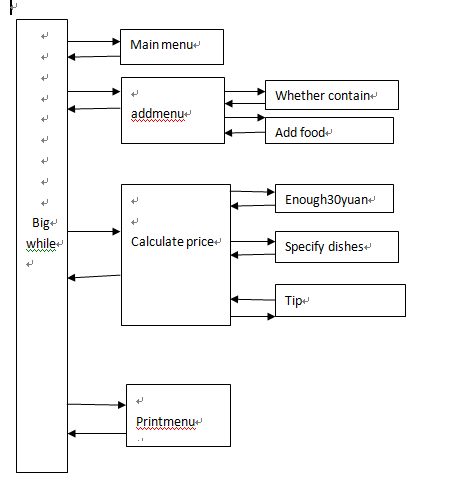 Main menu
Whether contain
addmenu
Add food
Enough30yuan
Big
while
Calculate price
Specify dishes
Tip
Printmenu